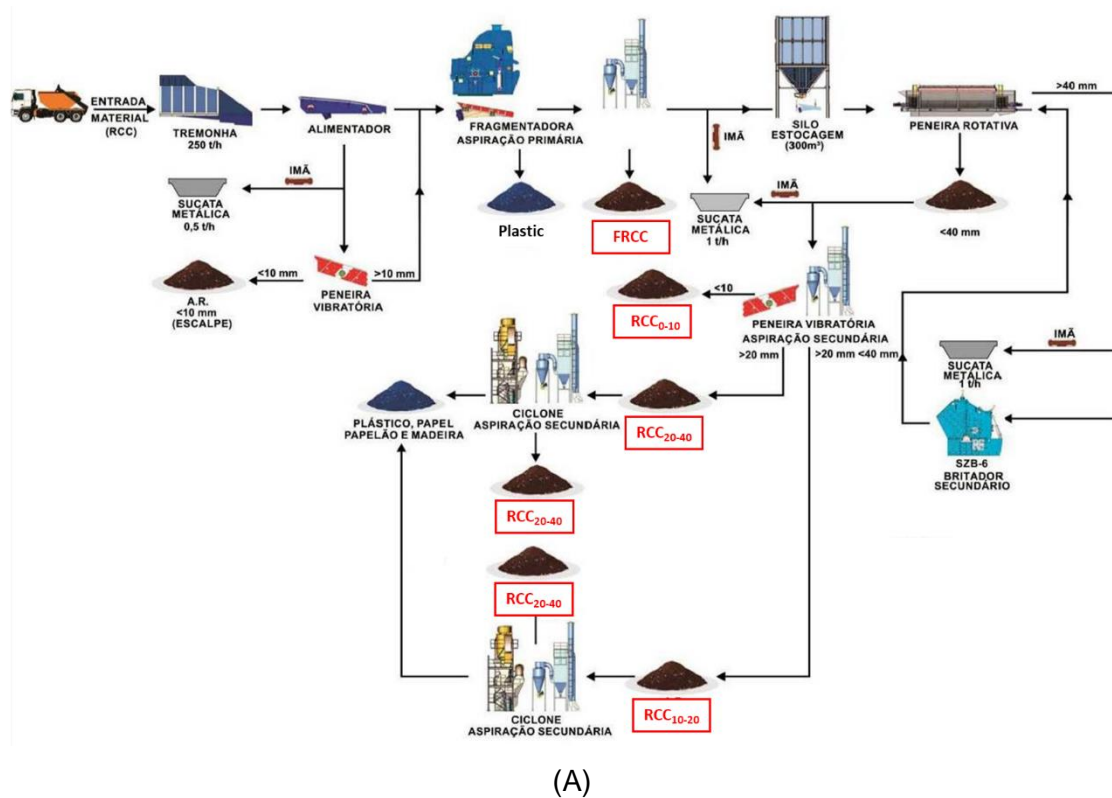 ENTRADA
MATERIAL
(RCC)
TREMONHA
250 t/h
ALIMENTADOR
FRAGMENTADORA
ASPIRAÇÃO PRIMÁRIA
SILO
ESTOCAGEM
(300m³)
PENEIRA ROTATIVA
>40 mm
IMÃ
SUCATA
METÁLICA
0,5 t/h
Plastic
FRCC
IMÃ
IMÃ
SUCATA
METÁLICA
1 t/h
<40 mm
<10 mm
A.R.
<10 mm
(ESCALPE)
>10 mm
PENEIRA
VIBRATÓRIA
<10
RCC0-10
PENEIRA VIBRATÓRIA
ASPIRAÇÃO SECUNDÁRIA
>20 mm
>20 mm <40 mm
IMÃ
SUCATA
METÁLICA
1 t/h
SZB-6
BRITADOR
SECUNDÁRIO
PLÁSTICO, PAPEL
PAPELÃO E MADEIRA
CICLONE
ASPIRAÇÃO SECUNDÁRIA
RCC20-40
RCC20-40
RCC20-40
CICLONE
ASPIRAÇÃO SECUNDÁRIA
RCC10-20
(A)